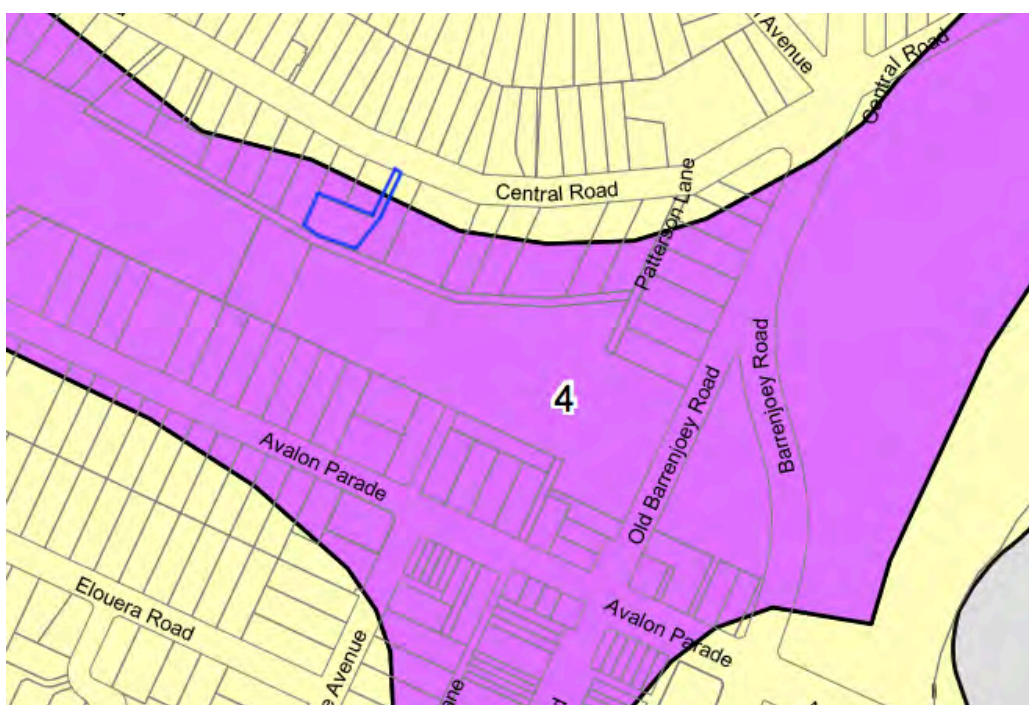 Avenue
Central Road
Central Road
Patterson Lane
4
Barrenjoey Road
Old Barrenjoey Road
Avalon Parade
Elouera Road
Avalon Parade
Avenue